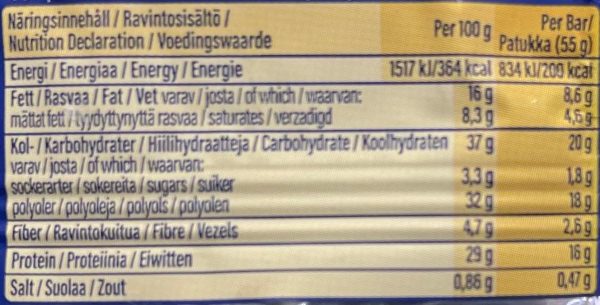 Näringsinnehåll / Ravintosisältö /
Nutrition Declaration / Voedingswaarde Per 100 g Per Bar/ Patukka (55 g)
Energi / Energiaa / Energy / Energie 1517 kJ/364 kcal 834 kJ/200 kcal
Fett / Rasvaa / Fat / Vet varav / josta / of which / waarvan: 16 g 8,6 g
mättat fett / tyydyttynyttä rasvaa / saturates / verzadigd 8,3 g 4,6 g
Kol- / Karbohydrater / Hiilihydraatteja / Carbohydrate / Koolhydraten 37 g 20 g
varav / josta / of which / waarvan:
sockerarter / sokereita / sugars / suiker 3,3 g 1,8 g
polyoler / polyoleja / polyols / polyolen 32 g 18 g
Fiber / Ravintokuitua / Fibre / Vezels 4,7 g 2,6 g
Protein / Proteiinia / Eiwitten 29 g 16 g
Salt / Suolaa / Zout 0,86 g 0,47 g